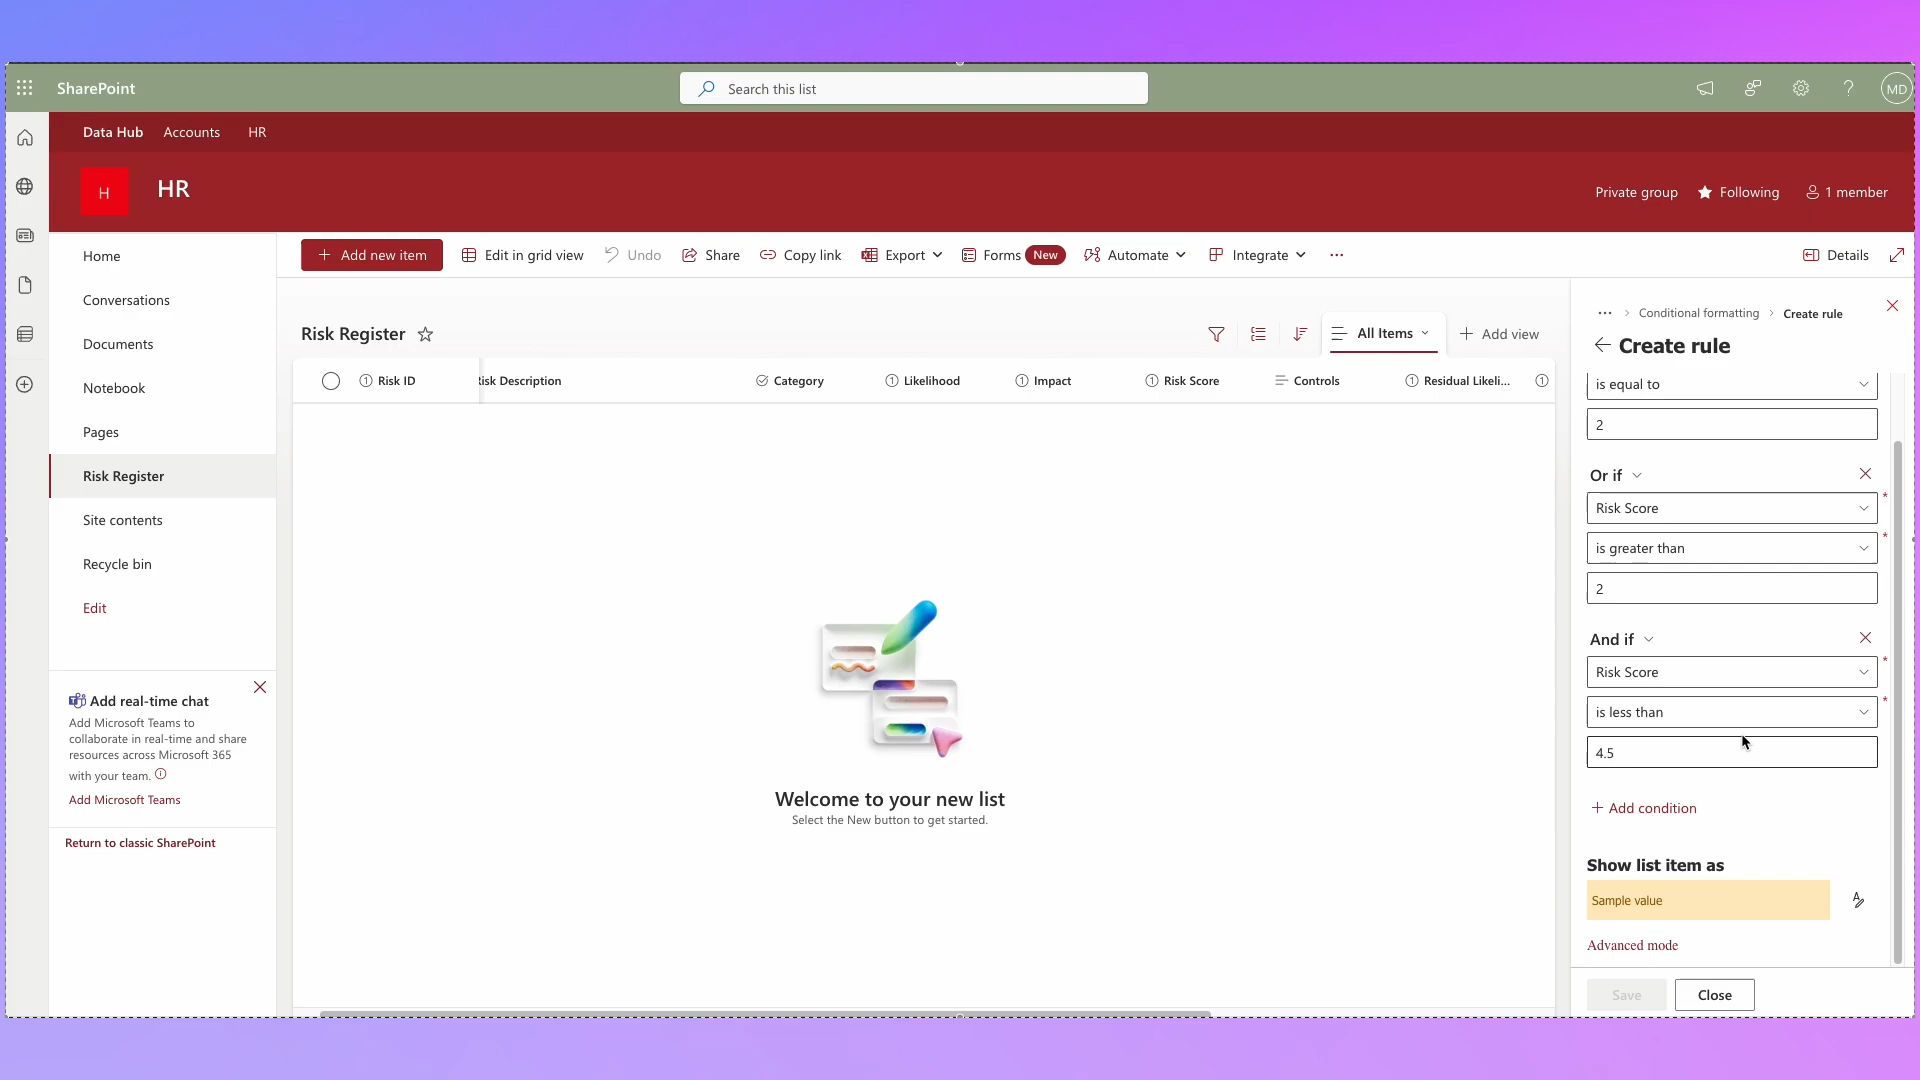 SharePoint
Search this list
MD
Data Hub Accounts HR
H
HR
Private group Following 1 member
Home
Conversations
Documents
Notebook
Pages
Risk Register
Site contents
Recycle bin
Edit
Add real-time chat
Add Microsoft Teams to
collaborate in real-time and share
resources across Microsoft 365
with your team.
Add Microsoft Teams
Return to classic SharePoint
Add new item Edit in grid view Undo Share Copy link Export Forms New Automate Integrate Details
Risk Register
All Items Add view
Risk ID isk Description Category Likelihood Impact Risk Score Controls Residual Likeli...
Welcome to your new list
Select the New button to get started.
... > Conditional formatting > Create rule
Create rule
is equal to
2
Or if
Risk Score *
is greater than *
2
And if
Risk Score *
is less than *
4.5
+ Add condition
Show list item as
Sample value
Advanced mode
Save Close